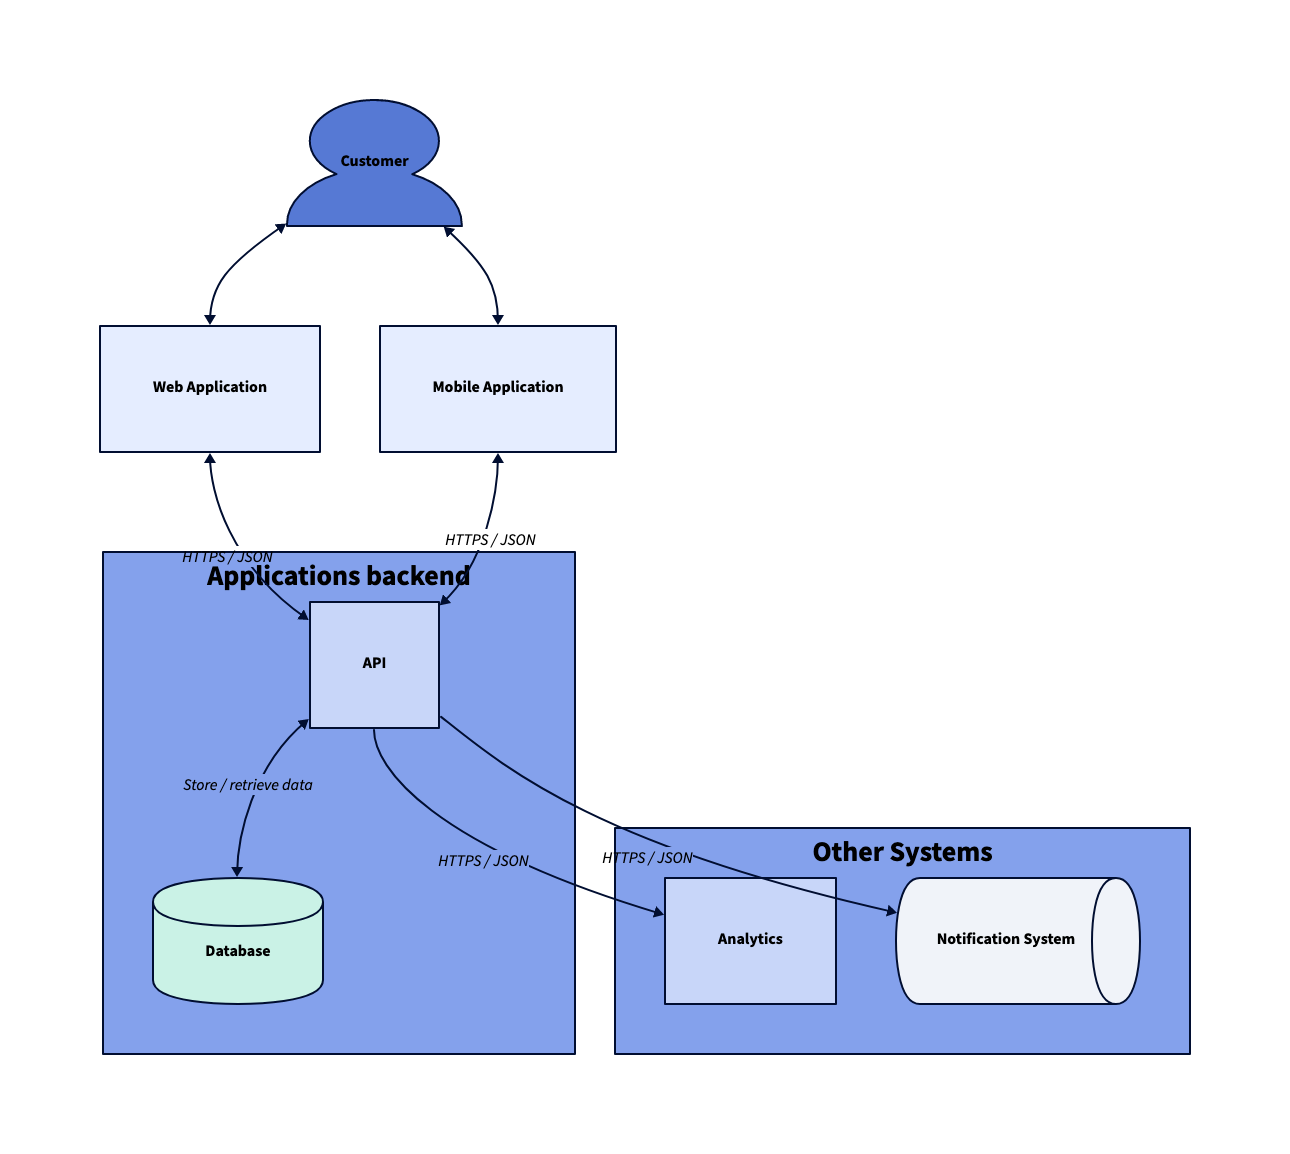 Customer
Web Application
Mobile Application
HTTPS / JSON
HTTPS / JSON
Applications backend
API
Store / retrieve data
HTTPS / JSON
HTTPS / JSON
Other Systems
Database
Analytics
Notification System